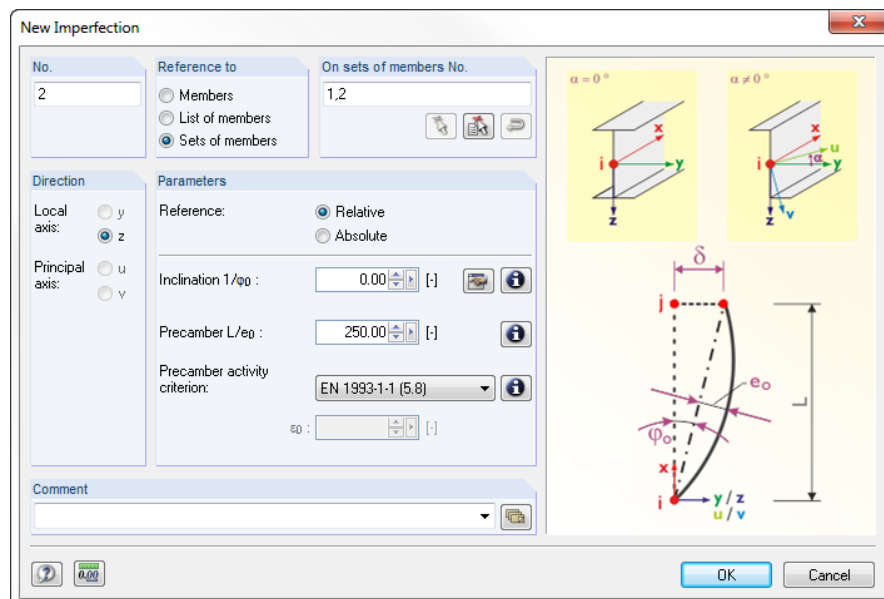 New Imperfection
No.
2
Reference to
Members
List of members
Sets of members
On sets of members No.
1,2
Direction
Local axis:
y
z
Principal axis:
u
v
Parameters
Reference:
Relative
Absolute
Inclination 1/φ0 :
0.00 [-]
Precamber L/e0 :
250.00 [-]
Precamber activity
criterion:
EN 1993-1-1 (5.8)
ε0 : [-]
Comment
0.00
OK
Cancel
α = 0 °
x
i
y
z
α ≠ 0 °
x
u
i
α
y
z
v
δ
j
e₀
L
φ₀
x
i
y / z
u / v